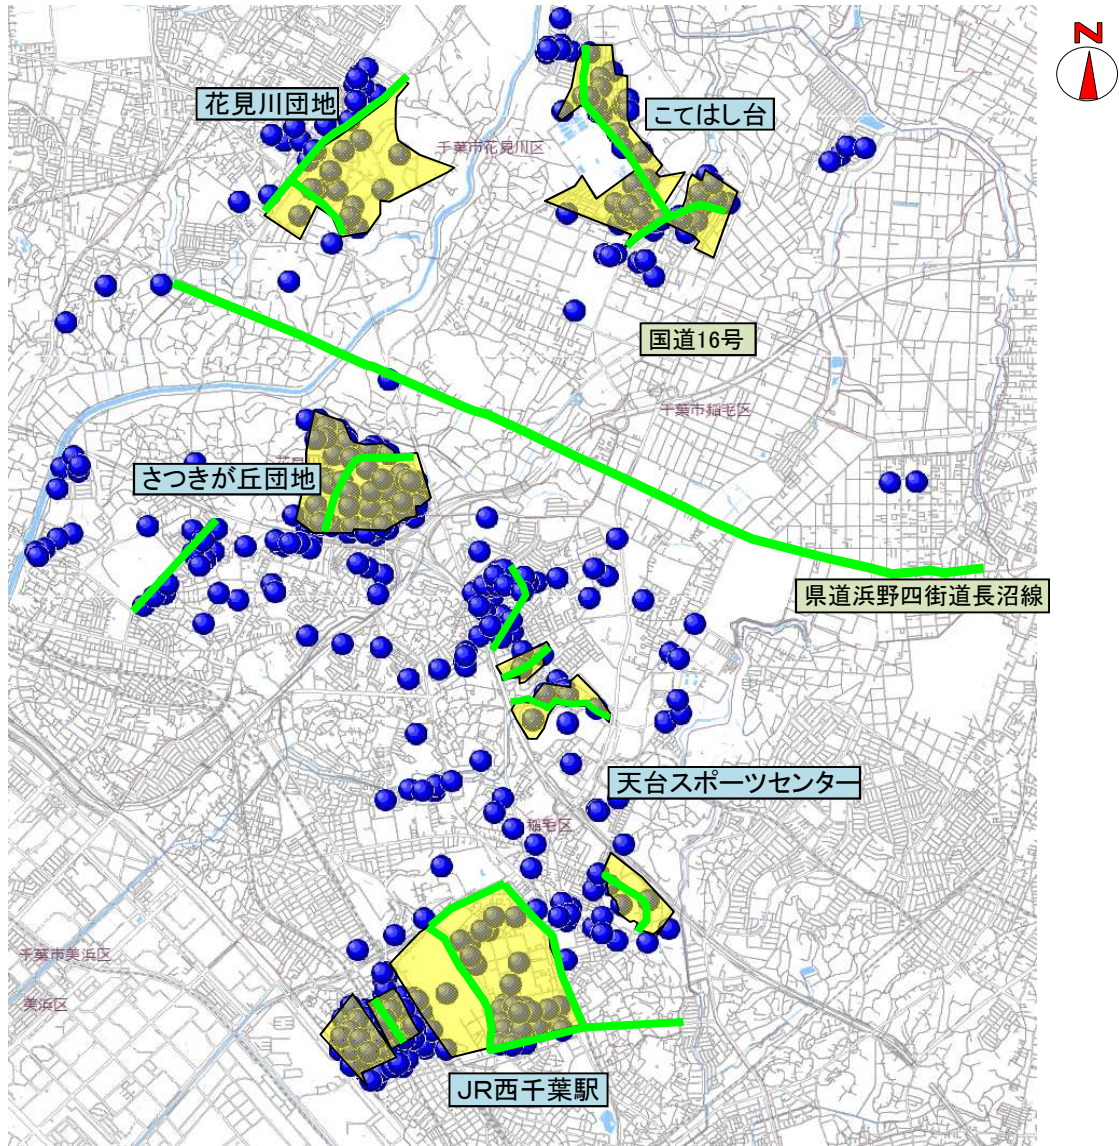 N
花見川団地
こてはし台
千葉市花見川区
国道16号
千葉市稲毛区
さつきが丘団地
県道浜野四街道長沼線
天台スポーツセンター
稲毛区
千葉市美浜区
美浜区
JR西千葉駅